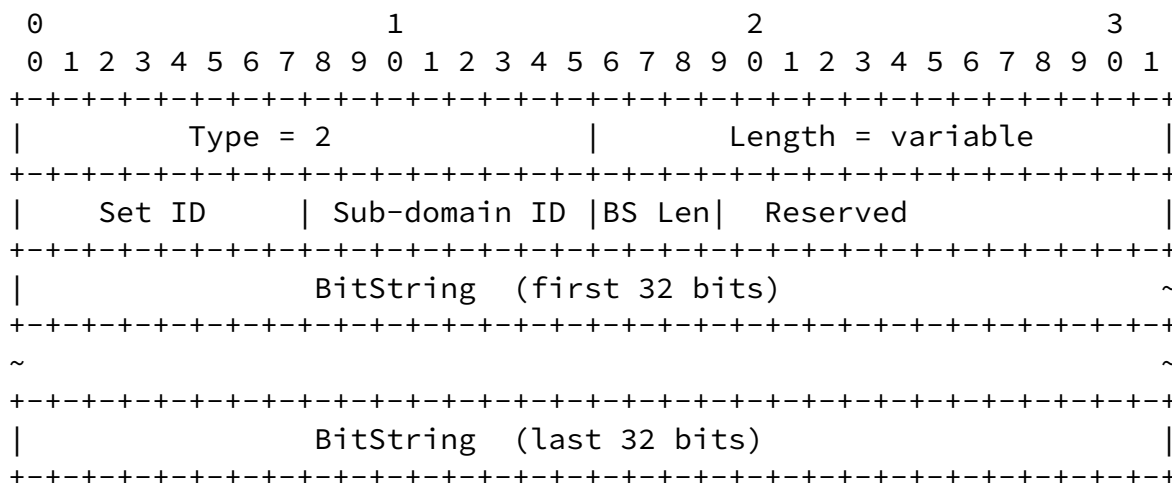 0                   1                   2                   3
 0 1 2 3 4 5 6 7 8 9 0 1 2 3 4 5 6 7 8 9 0 1 2 3 4 5 6 7 8 9 0 1
+-+-+-+-+-+-+-+-+-+-+-+-+-+-+-+-+-+-+-+-+-+-+-+-+-+-+-+-+-+-+-+-+
|         Type = 2              |       Length = variable       |
+-+-+-+-+-+-+-+-+-+-+-+-+-+-+-+-+-+-+-+-+-+-+-+-+-+-+-+-+-+-+-+-+
|    Set ID     | Sub-domain ID |BS Len|  Reserved              |
+-+-+-+-+-+-+-+-+-+-+-+-+-+-+-+-+-+-+-+-+-+-+-+-+-+-+-+-+-+-+-+-+
|                BitString  (first 32 bits)                     ~
+-+-+-+-+-+-+-+-+-+-+-+-+-+-+-+-+-+-+-+-+-+-+-+-+-+-+-+-+-+-+-+-+
~                                                               ~
+-+-+-+-+-+-+-+-+-+-+-+-+-+-+-+-+-+-+-+-+-+-+-+-+-+-+-+-+-+-+-+-+
|                BitString  (last 32 bits)                      |
+-+-+-+-+-+-+-+-+-+-+-+-+-+-+-+-+-+-+-+-+-+-+-+-+-+-+-+-+-+-+-+-+